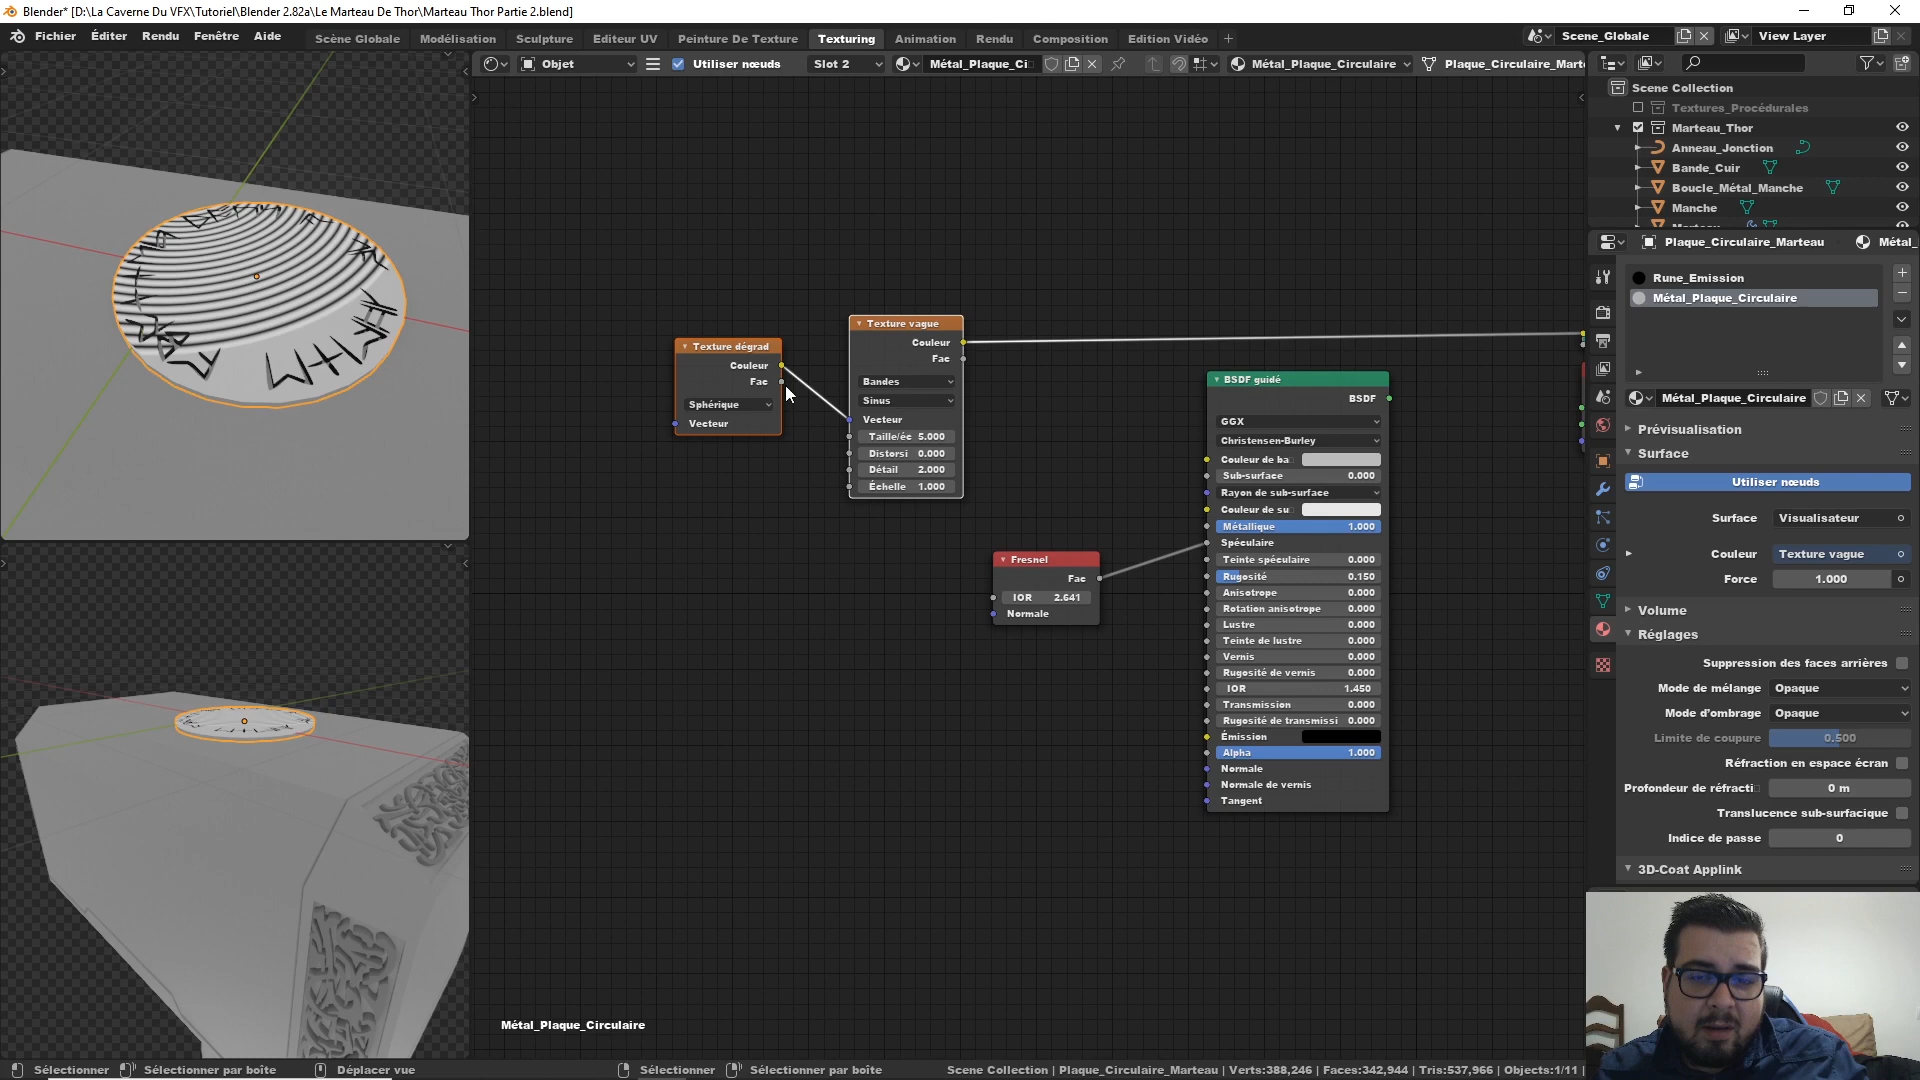 Blender* [D:\La Caverne Du VFX\Tutoriel\Blender 2.82a\Le Marteau De Thor\Marteau Thor Partie 2.blend]
Fichier Éditer Rendu Fenêtre Aide Scène Globale Modélisation Sculpture Editeur UV Peinture De Texture Texturing Animation Rendu Composition Edition Vidéo + Scene_Globale View Layer
Objet Utiliser nœuds Slot 2 Métal_Plaque_Ci Métal_Plaque_Circulaire Plaque_Circulaire_Mart
Scene Collection
Textures_Procédurales
Marteau_Thor
Anneau_Jonction
Bande_Cuir
Boucle_Métal_Manche
Manche
Plaque_Circulaire_Marteau Métal_
Rune_Emission
Métal_Plaque_Circulaire
Métal_Plaque_Circulaire
Prévisualisation
Surface
Utiliser nœuds
Surface Visualisateur
Couleur Texture vague
Force 1.000
Volume
Réglages
Suppression des faces arrières
Mode de mélange Opaque
Mode d'ombrage Opaque
Limite de coupure 0.500
Réfraction en espace écran
Profondeur de réfracti 0 m
Translucence sub-surfacique
Indice de passe 0
3D-Coat Applink
Texture dégrad
Couleur
Fac
Sphérique
Vecteur
Texture vague
Couleur
Fac
Bandes
Sinus
Vecteur
Taille/éc 5.000
Distorsi 0.000
Détail 2.000
Échelle 1.000
Fresnel
Fac
IOR 2.641
Normale
BSDF guidé
BSDF
GGX
Christensen-Burley
Couleur de ba
Sub-surface 0.000
Rayon de sub-surface
Couleur de su
Métallique 1.000
Spéculaire
Teinte spéculaire 0.000
Rugosité 0.150
Anisotrope 0.000
Rotation anisotrope 0.000
Lustre 0.000
Teinte de lustre 0.000
Vernis 0.000
Rugosité de vernis 0.000
IOR 1.450
Transmission 0.000
Rugosité de transmissi 0.000
Émission
Alpha 1.000
Normale
Normale de vernis
Tangent
Métal_Plaque_Circulaire
Sélectionner Sélectionner par boîte Déplacer vue Sélectionner Sélectionner par boîte Scene Collection | Plaque_Circulaire_Marteau | Verts:388,246 | Faces:342,944 | Tris:537,966 | Objects:1/11 |